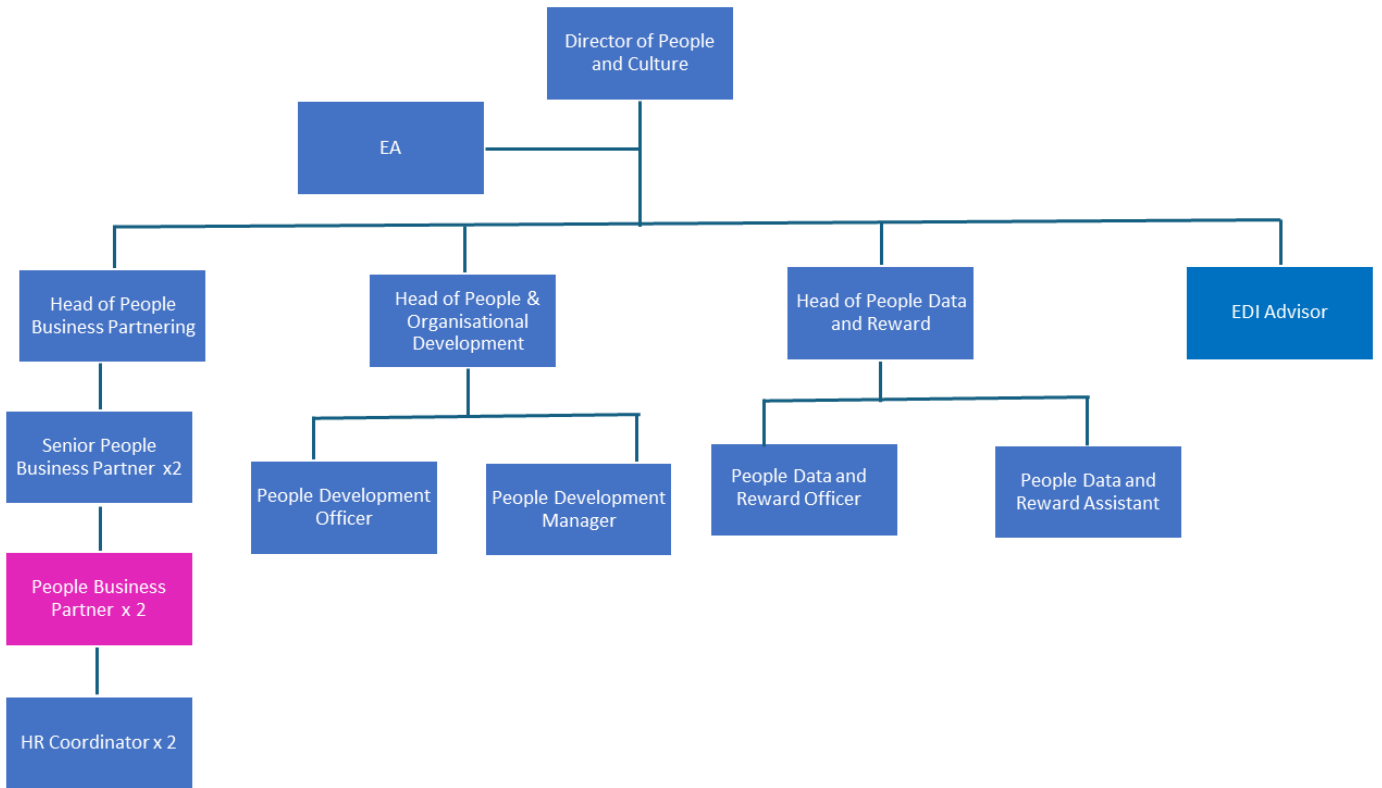 Director of People
and Culture
EA
Head of People
Business Partnering
Head of People &
Organisational
Development
Head of People Data
and Reward
EDI Advisor
Senior People
Business Partner x2
People Development
Officer
People Development
Manager
People Data and
Reward Officer
People Data and
Reward Assistant
People Business
Partner x 2
HR Coordinator x 2